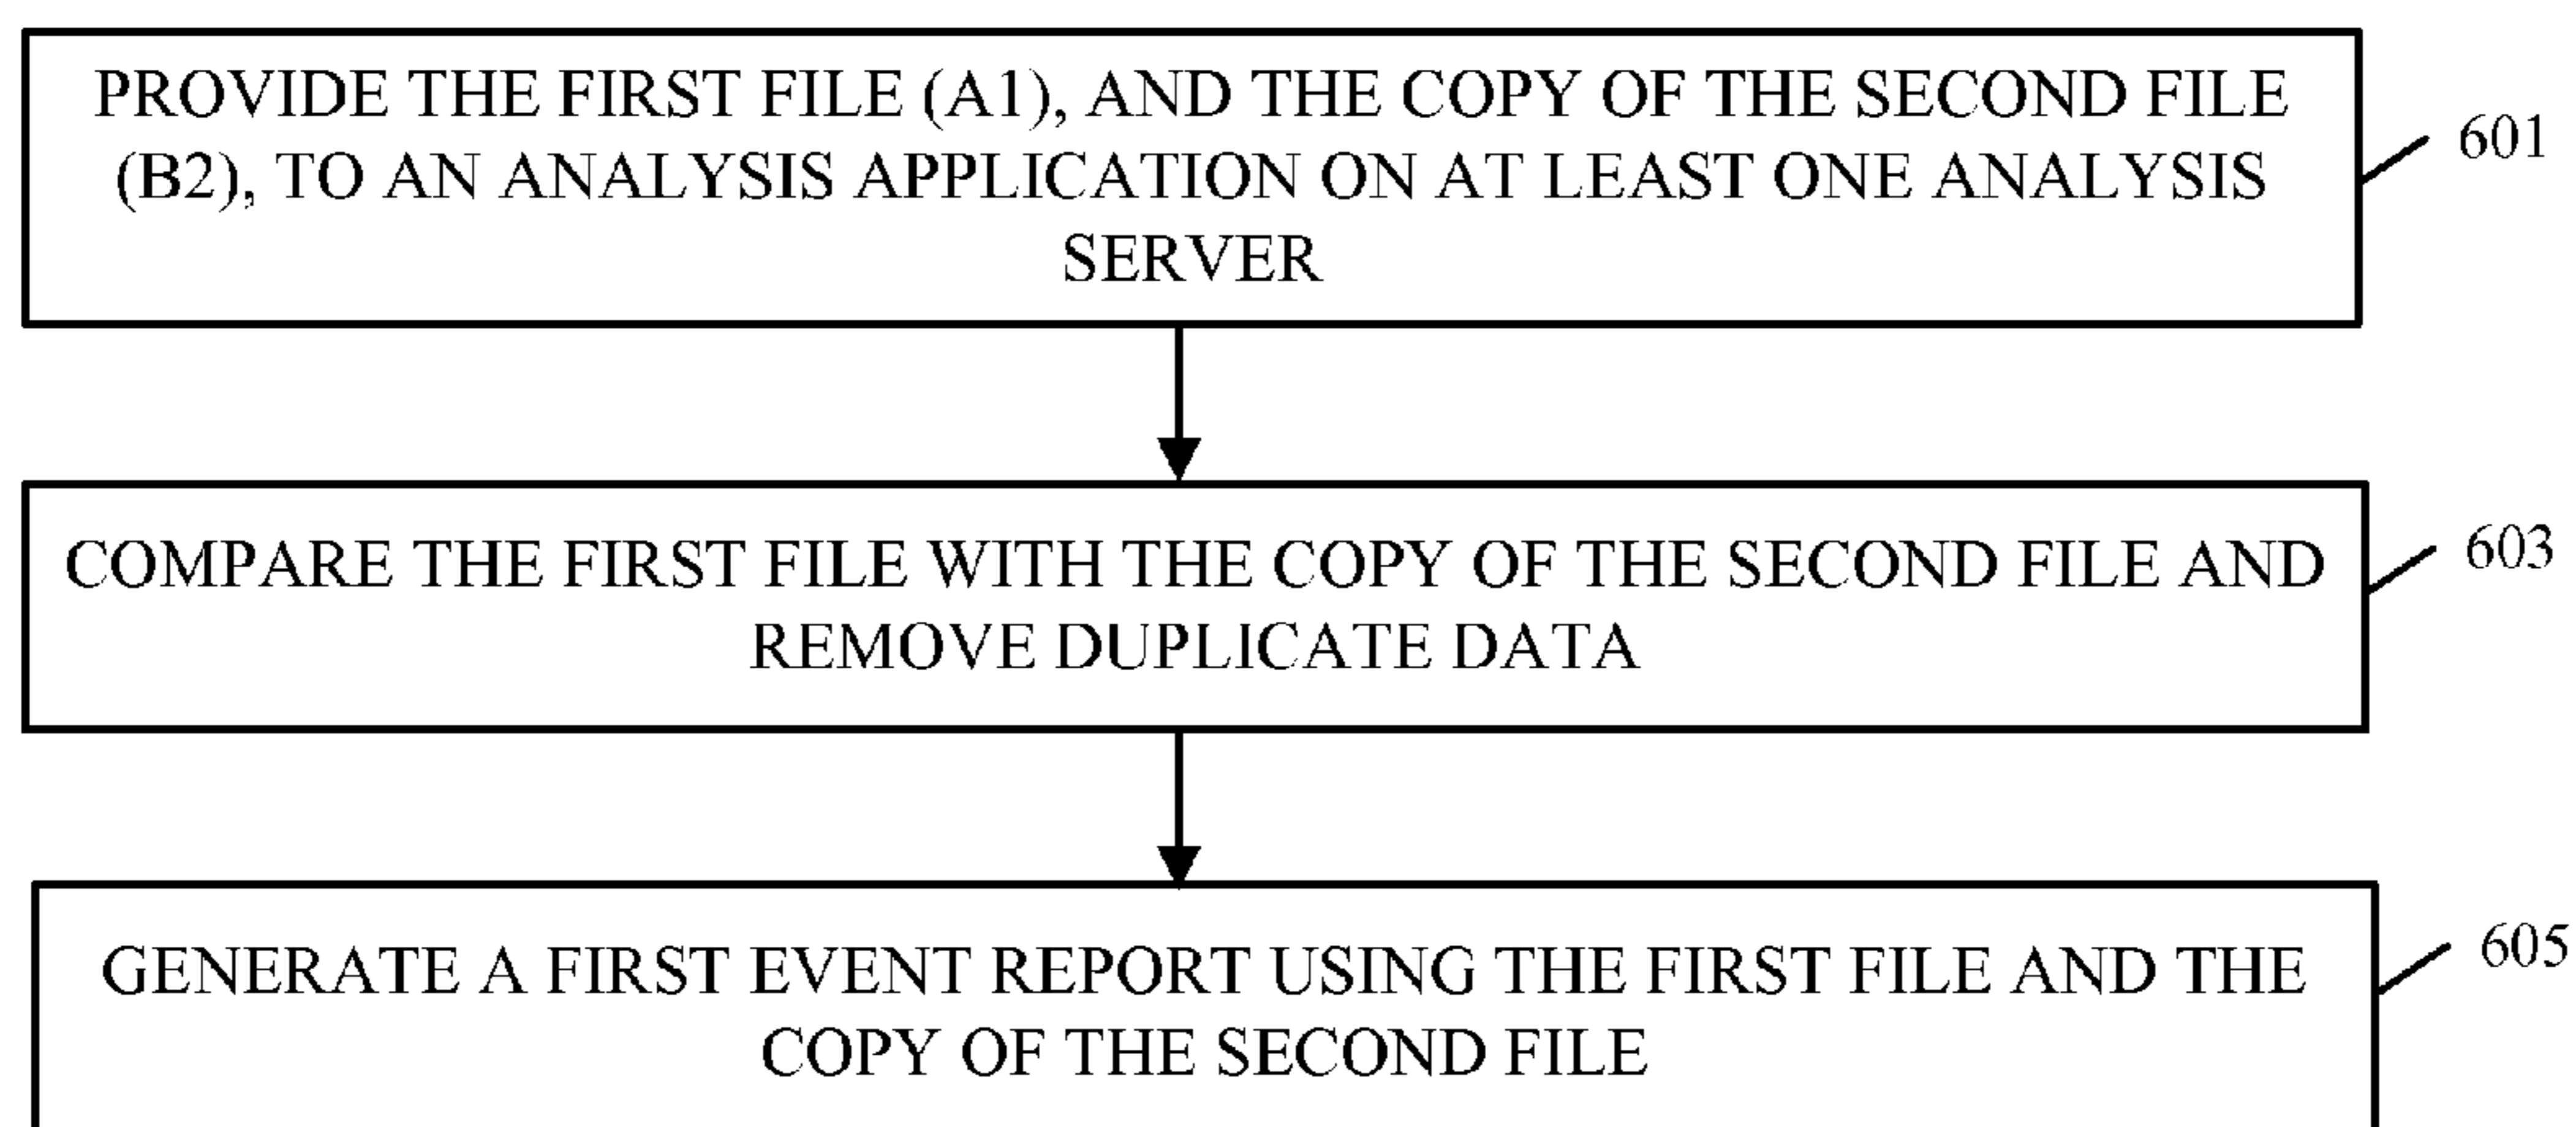 PROVIDE THE FIRST FILE (A1), AND THE COPY OF THE SECOND FILE
(B2), TO AN ANALYSIS APPLICATION ON AT LEAST ONE ANALYSIS
SERVER
601
COMPARE THE FIRST FILE WITH THE COPY OF THE SECOND FILE AND
REMOVE DUPLICATE DATA
603
GENERATE A FIRST EVENT REPORT USING THE FIRST FILE AND THE
COPY OF THE SECOND FILE
605